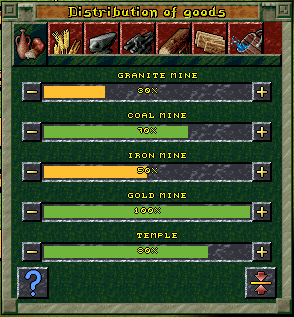 Distribution of goods
GRANITE MINE
30%
COAL MINE
70%
IRON MINE
50%
GOLD MINE
100%
TEMPLE
80%
?